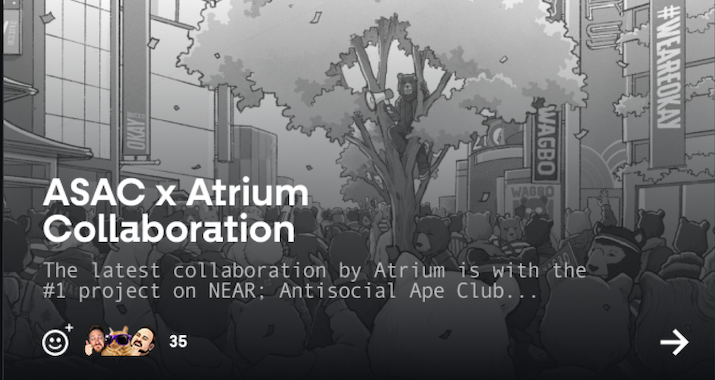 #WEAREOKAY
WAGBO
WAGBO
ASAC x Atrium
Collaboration
The latest collaboration by Atrium is with the
#1 project on NEAR; Antisocial Ape Club...
35